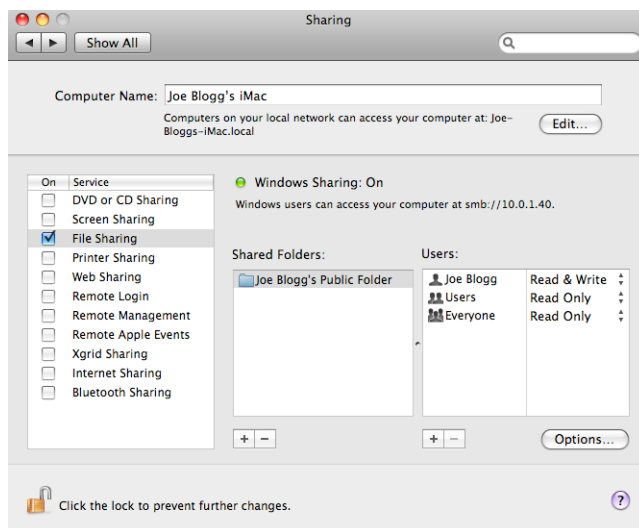 Sharing
Show All
Computer Name: Joe Blogg's iMac
Computers on your local network can access your computer at: Joe-
Bloggs-iMac.local
Edit...
On Service
DVD or CD Sharing
Screen Sharing
File Sharing
Printer Sharing
Web Sharing
Remote Login
Remote Management
Remote Apple Events
Xgrid Sharing
Internet Sharing
Bluetooth Sharing
Windows Sharing: On
Windows users can access your computer at smb://10.0.1.40.
Shared Folders:
Joe Blogg's Public Folder
Users:
Joe Blogg Read & Write
Users Read Only
Everyone Read Only
+ −
+ −
Options...
Click the lock to prevent further changes.
?